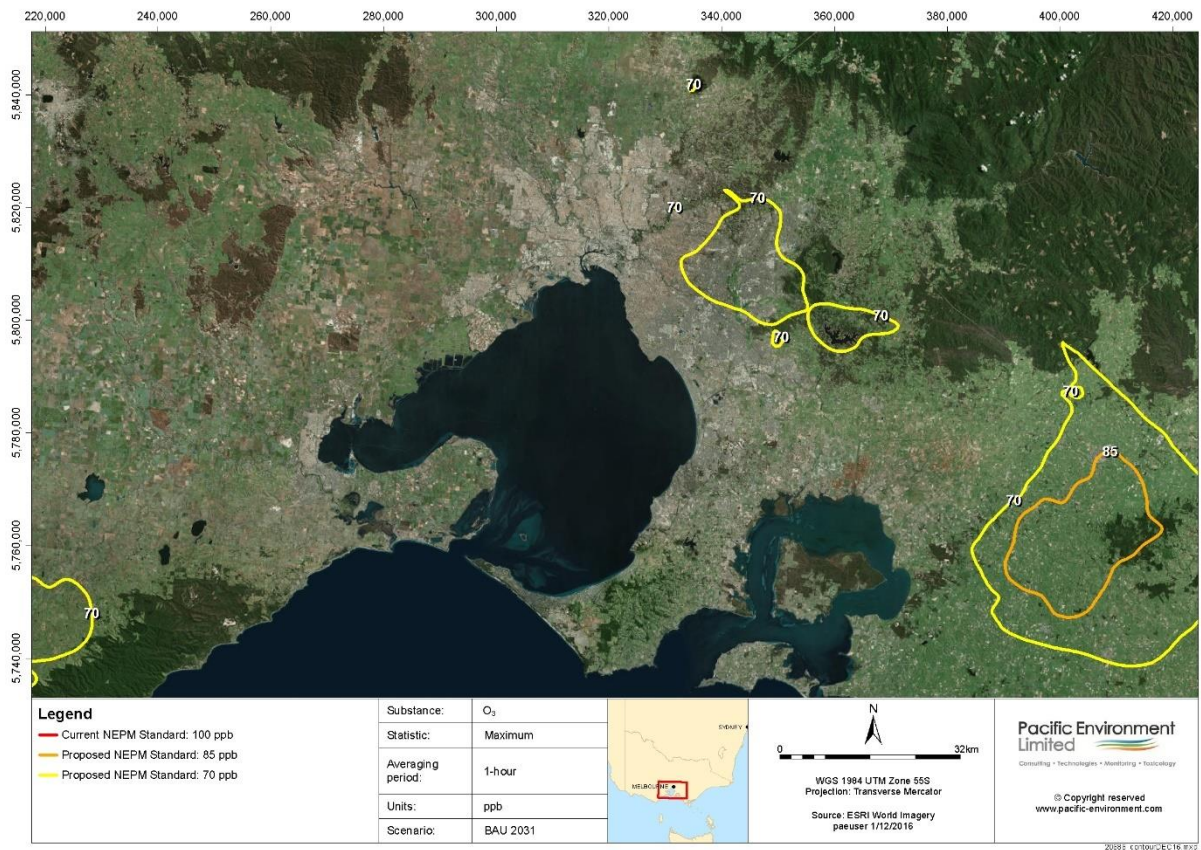 220,000 240,000 260,000 280,000 300,000 320,000 340,000 360,000 380,000 400,000 420,000
5,840,000
5,820,000
5,800,000
5,780,000
5,760,000
5,740,000
70
70
70
70
70
70
85
70
70
Legend
Current NEPM Standard: 100 ppb
Proposed NEPM Standard: 85 ppb
Proposed NEPM Standard: 70 ppb
Substance: O₃
Statistic: Maximum
Averaging period: 1-hour
Units: ppb
Scenario: BAU 2031
SYDNEY
MELBOURNE
N
0 32km
WGS 1984 UTM Zone 55S
Projection: Transverse Mercator
Source: ESRI World Imagery
paeuser 1/12/2016
Pacific Environment
Limited
Consulting • Technologies • Monitoring • Toxicology
© Copyright reserved
www.pacific-environment.com